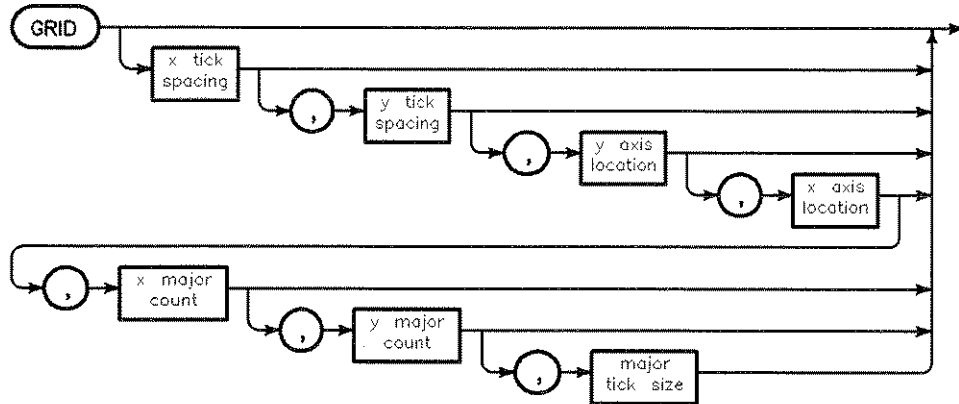 GRID
x tick
spacing
,
y tick
spacing
,
y axis
location
,
x axis
location
,
x major
count
,
y major
count
,
major
tick size